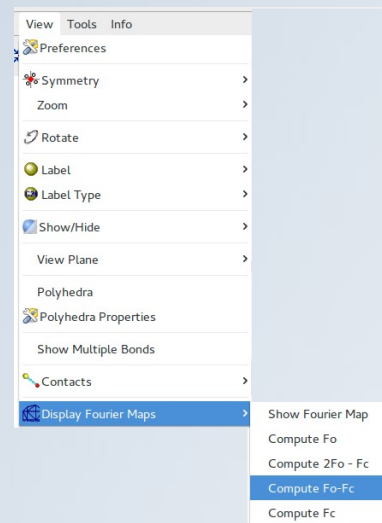 View Tools Info
Preferences
Symmetry
Zoom
Rotate
Label
Label Type
Show/Hide
View Plane
Polyhedra
Polyhedra Properties
Show Multiple Bonds
Contacts
Display Fourier Maps
Show Fourier Map
Compute Fo
Compute 2Fo - Fc
Compute Fo-Fc
Compute Fc